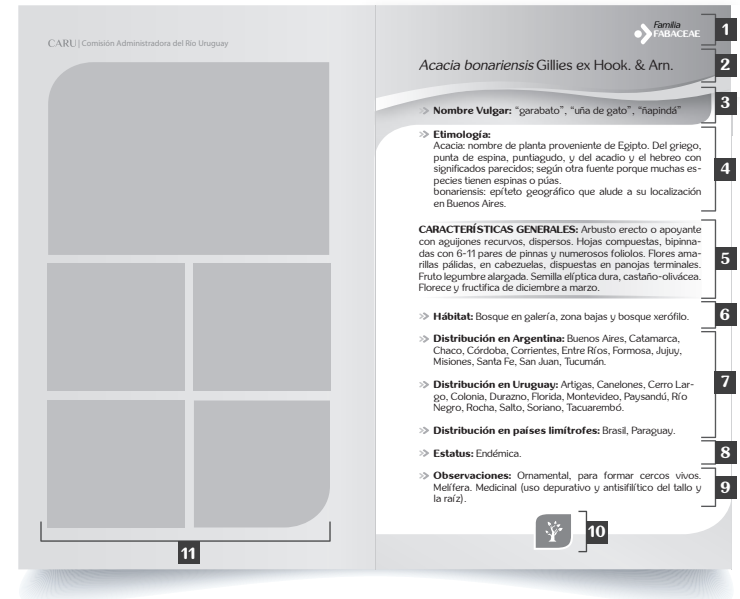 CARU | Comisión Administradora del Río Uruguay
11
Familia
FABACEAE
1
Acacia bonariensis Gillies ex Hook. & Arn.
2
Nombre Vulgar: “garabato”, “uña de gato”, “ñapindá”
3
Etimología:
Acacia: nombre de planta proveniente de Egipto. Del griego,
punta de espina, puntiagudo, y del acadio y el hebreo con
significados parecidos; según otra fuente porque muchas es-
pecies tienen espinas o púas.
bonariensis: epíteto geográfico que alude a su localización
en Buenos Aires.
4
CARACTERÍSTICAS GENERALES: Arbusto erecto o apoyante
con aguijones recurvos, dispersos. Hojas compuestas, bipinna-
das con 6-11 pares de pinnas y numerosos foliolos. Flores ama-
rillas pálidas, en cabezuelas, dispuestas en panojas terminales.
Fruto legumbre alargada. Semilla elíptica dura, castaño-olivácea.
Florece y fructifica de diciembre a marzo.
5
Hábitat: Bosque en galería, zona bajas y bosque xerófilo.
6
Distribución en Argentina: Buenos Aires, Catamarca,
Chaco, Córdoba, Corrientes, Entre Ríos, Formosa, Jujuy,
Misiones, Santa Fe, San Juan, Tucumán.
Distribución en Uruguay: Artigas, Canelones, Cerro Lar-
go, Colonia, Durazno, Florida, Montevideo, Paysandú, Río
Negro, Rocha, Salto, Soriano, Tacuarembó.
7
Distribución en países limítrofes: Brasil, Paraguay.
Estatus: Endémica.
8
Observaciones: Ornamental, para formar cercos vivos.
Melífera. Medicinal (uso depurativo y antisifilítico del tallo y
la raíz).
9
10